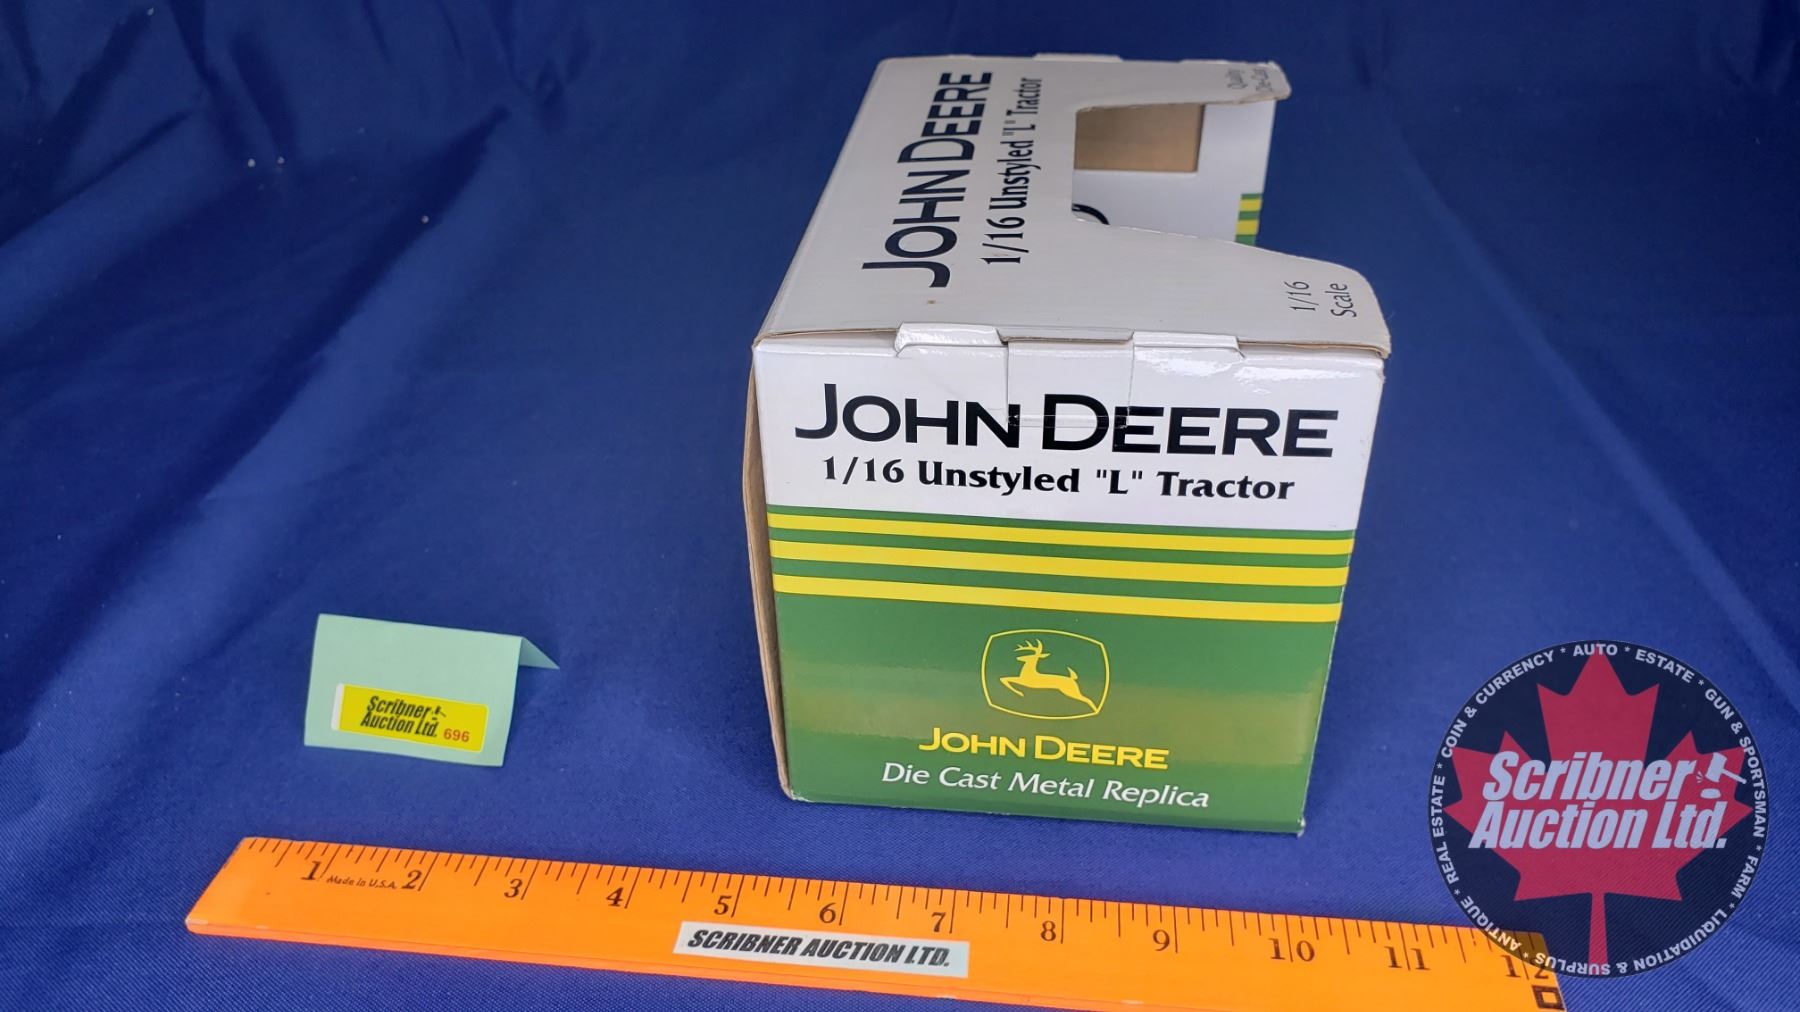 JOHN DEERE
1/16 Unstyled "L" Tractor
Quality
Die-Cast
1/16
Scale
JOHN DEERE
1/16 Unstyled "L" Tractor
JOHN DEERE
Die Cast Metal Replica
Scribner
Auction Ltd. 696
1 2 3 4 5 6 7 8 9 10 11 12
Made in U.S.A.
SCRIBNER AUCTION LTD.
ANTIQUE * REAL ESTATE * COIN & CURRENCY * AUTO * ESTATE * GUN & SPORTSMAN * FARM * LIQUIDATION & SURPLUS *
Scribner
Auction Ltd.